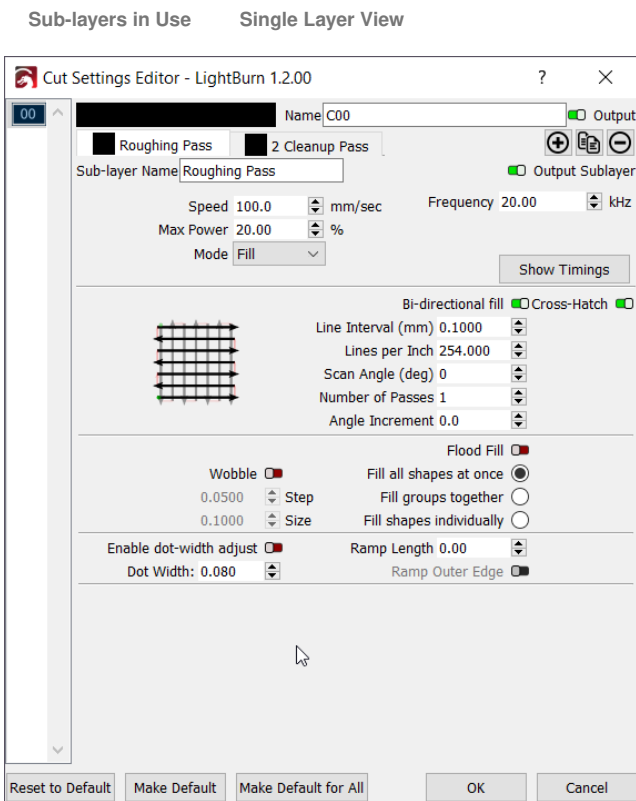 Sub-layers in Use Single Layer View
Cut Settings Editor - LightBurn 1.2.00 ?
00 Name C00 Output
Roughing Pass 2 Cleanup Pass
Sub-layer Name Roughing Pass Output Sublayer
Speed 100.0 mm/sec Frequency 20.00 kHz
Max Power 20.00 %
Mode Fill
Show Timings
Bi-directional fill Cross-Hatch
Line Interval (mm) 0.1000
Lines per Inch 254.000
Scan Angle (deg) 0
Number of Passes 1
Angle Increment 0.0
Flood Fill
Wobble Fill all shapes at once
0.0500 Step Fill groups together
0.1000 Size Fill shapes individually
Enable dot-width adjust Ramp Length 0.00
Dot Width: 0.080 Ramp Outer Edge
Reset to Default Make Default Make Default for All OK Cancel